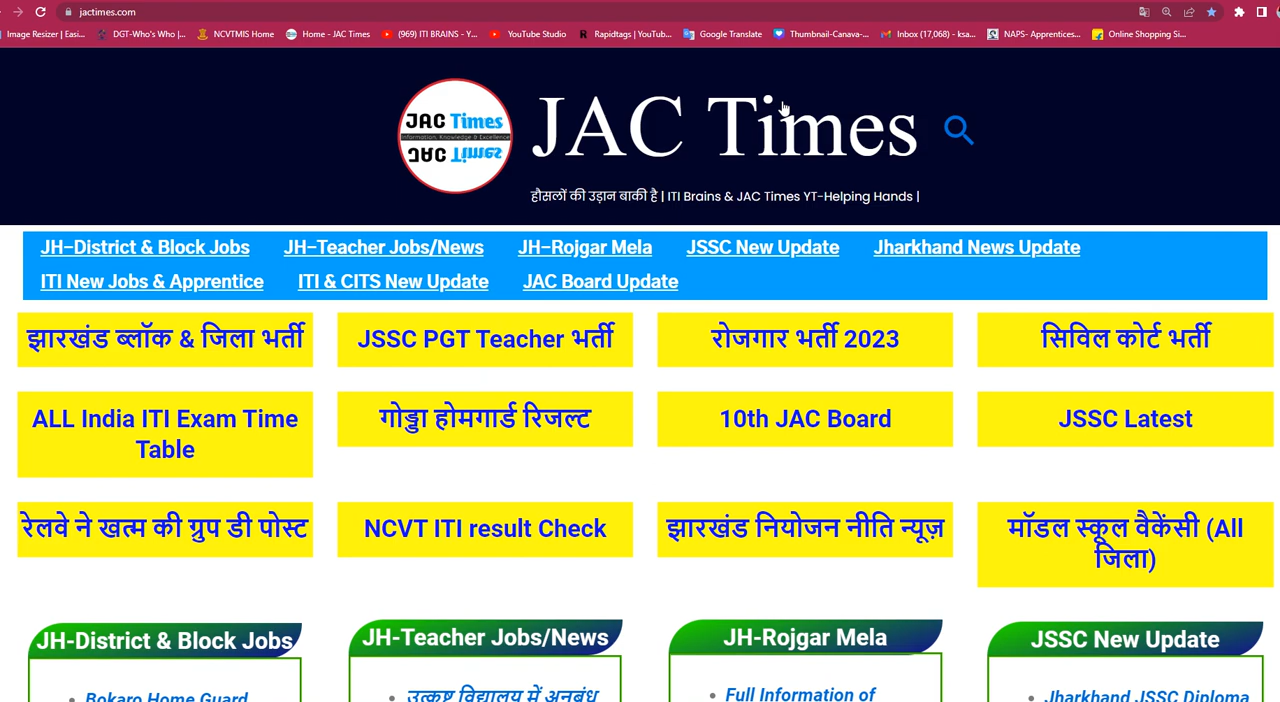 jactimes.com
Image Resizer | Easi... DGT-Who's Who |... NCVTMIS Home Home - JAC Times (969) ITI BRAINS - Y... YouTube Studio Rapidtags | YouTub... Google Translate Thumbnail-Canava-... Inbox (17,068) - ksa... NAPS- Apprentices... Online Shopping Si...
JAC Times
Information, Knowledge & Excellence
JAC Times
JAC Times
हौसलों की उड़ान बाकी है | ITI Brains & JAC Times YT-Helping Hands |
JH–District & Block Jobs JH–Teacher Jobs/News JH–Rojgar Mela JSSC New Update Jharkhand News Update
ITI New Jobs & Apprentice ITI & CITS New Update JAC Board Update
झारखंड ब्लॉक & जिला भर्ती JSSC PGT Teacher भर्ती रोजगार भर्ती 2023 सिविल कोर्ट भर्ती
ALL India ITI Exam Time
Table
गोड्डा होमगार्ड रिजल्ट 10th JAC Board JSSC Latest
रेलवे ने खत्म की ग्रुप डी पोस्ट NCVT ITI result Check झारखंड नियोजन नीति न्यूज़ मॉडल स्कूल वैकेंसी (All
जिला)
JH-District & Block Jobs JH-Teacher Jobs/News JH-Rojgar Mela JSSC New Update
Bokaro Home Guard उत्कृष्ट विद्यालय में अनुबंध Full Information of Jharkhand JSSC Diploma